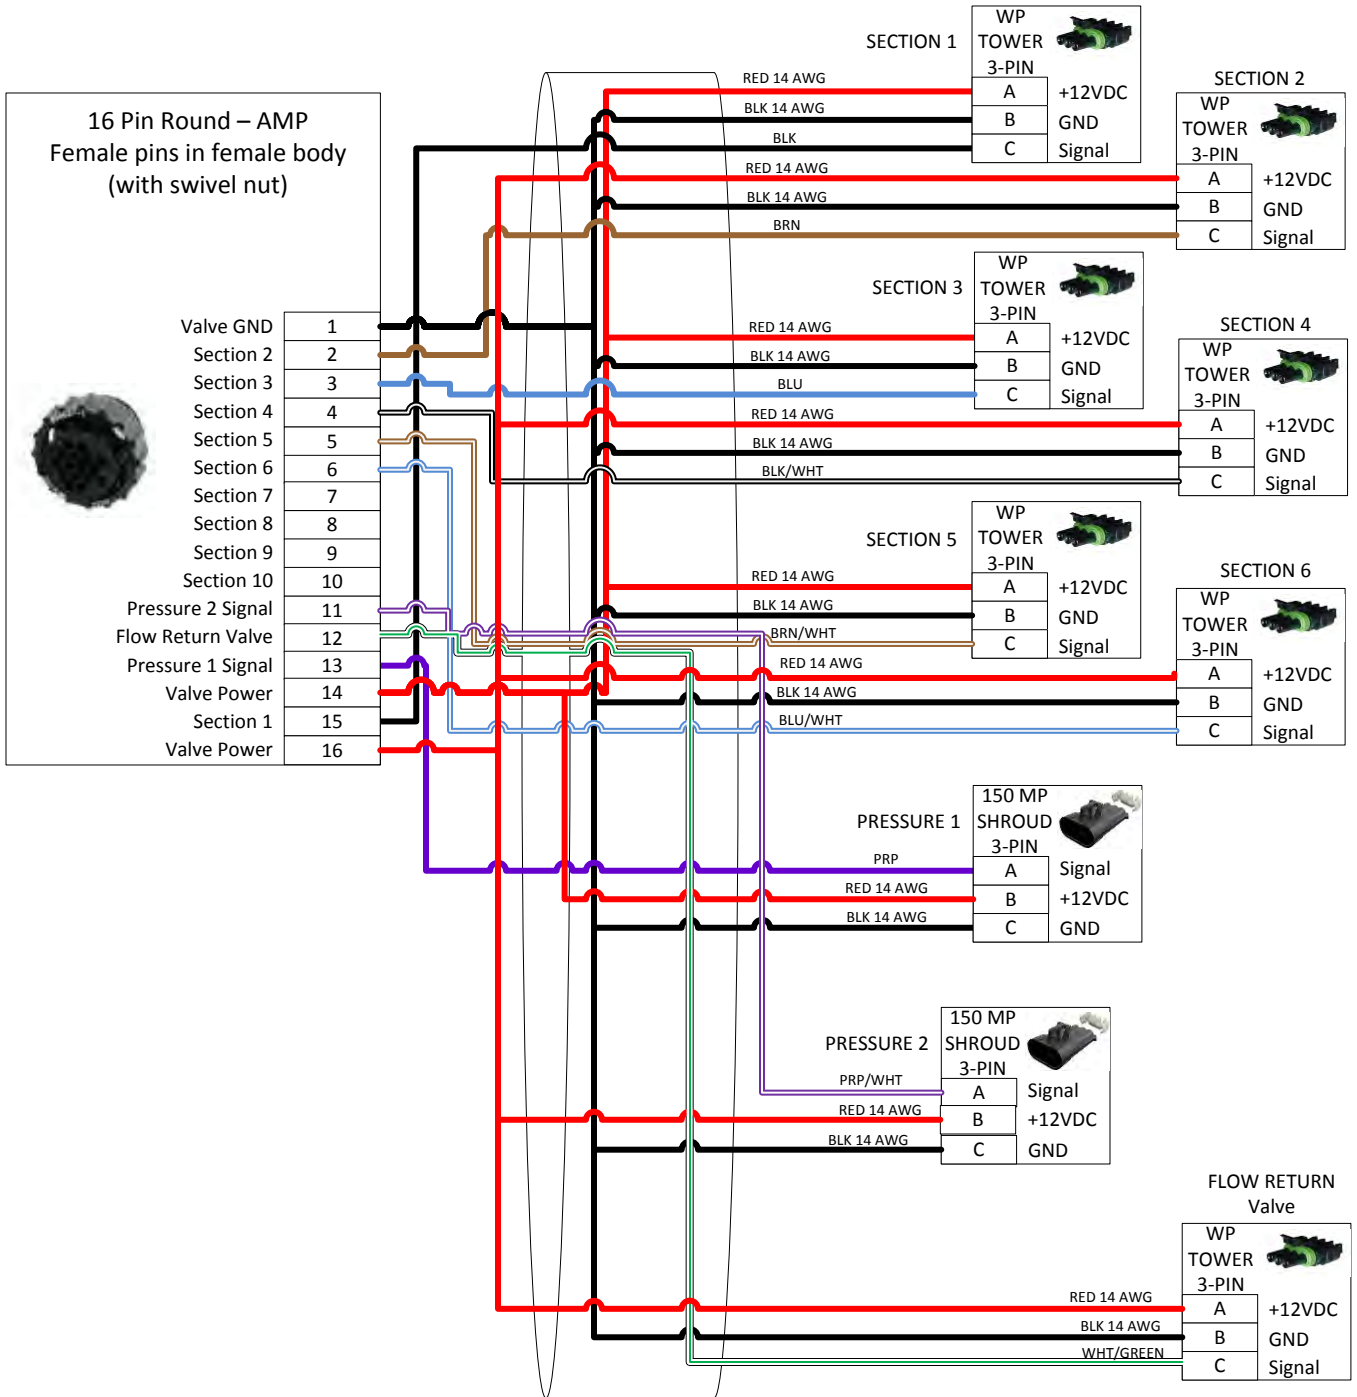 16 Pin Round – AMP
Female pins in female body
(with swivel nut)
Valve GND 1
Section 2 2
Section 3 3
Section 4 4
Section 5 5
Section 6 6
Section 7 7
Section 8 8
Section 9 9
Section 10 10
Pressure 2 Signal 11
Flow Return Valve 12
Pressure 1 Signal 13
Valve Power 14
Section 1 15
Valve Power 16
SECTION 1
WP
TOWER
3-PIN
RED 14 AWG A +12VDC
BLK 14 AWG B GND
BLK C Signal
SECTION 2
WP
TOWER
3-PIN
RED 14 AWG A +12VDC
BLK 14 AWG B GND
BRN C Signal
SECTION 3
WP
TOWER
3-PIN
RED 14 AWG A +12VDC
BLK 14 AWG B GND
BLU C Signal
SECTION 4
WP
TOWER
3-PIN
RED 14 AWG A +12VDC
BLK 14 AWG B GND
BLK/WHT C Signal
SECTION 5
WP
TOWER
3-PIN
RED 14 AWG A +12VDC
BLK 14 AWG B GND
BRN/WHT C Signal
SECTION 6
WP
TOWER
3-PIN
RED 14 AWG A +12VDC
BLK 14 AWG B GND
BLU/WHT C Signal
PRESSURE 1
150 MP
SHROUD
3-PIN
PRP A Signal
RED 14 AWG B +12VDC
BLK 14 AWG C GND
PRESSURE 2
150 MP
SHROUD
3-PIN
PRP/WHT A Signal
RED 14 AWG B +12VDC
BLK 14 AWG C GND
FLOW RETURN
Valve
WP
TOWER
3-PIN
RED 14 AWG A +12VDC
BLK 14 AWG B GND
WHT/GREEN C Signal